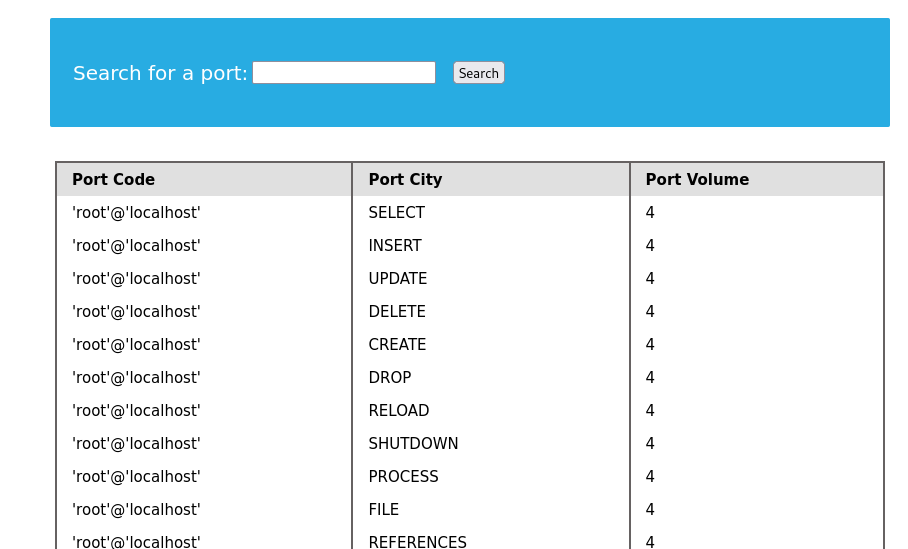 Search for a port: Search
Port Code Port City Port Volume
'root'@'localhost' SELECT 4
'root'@'localhost' INSERT 4
'root'@'localhost' UPDATE 4
'root'@'localhost' DELETE 4
'root'@'localhost' CREATE 4
'root'@'localhost' DROP 4
'root'@'localhost' RELOAD 4
'root'@'localhost' SHUTDOWN 4
'root'@'localhost' PROCESS 4
'root'@'localhost' FILE 4
'root'@'localhost' REFERENCES 4